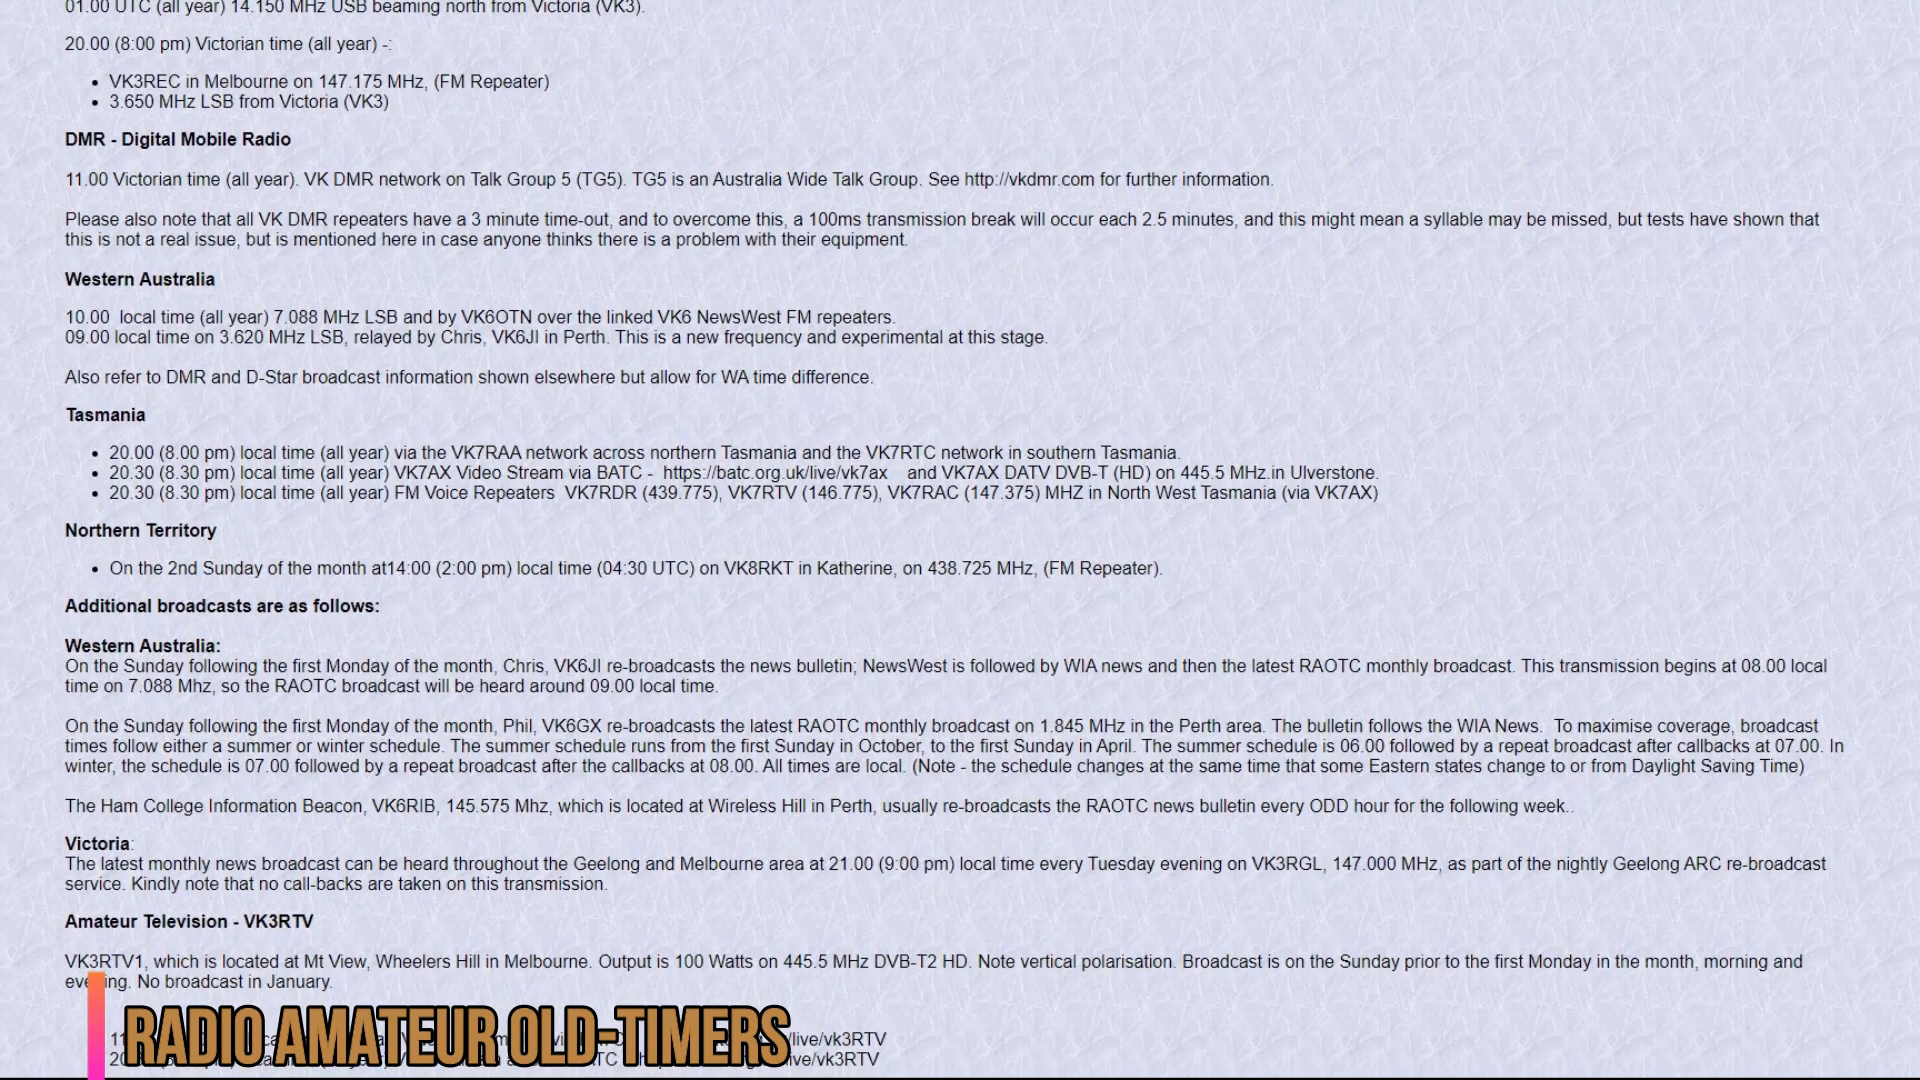 01.00 UTC (all year) 14.150 MHz USB beaming north from Victoria (VK3).
20.00 (8:00 pm) Victorian time (all year) -:
• VK3REC in Melbourne on 147.175 MHz, (FM Repeater)
• 3.650 MHz LSB from Victoria (VK3)
DMR - Digital Mobile Radio
11.00 Victorian time (all year). VK DMR network on Talk Group 5 (TG5). TG5 is an Australia Wide Talk Group. See http://vkdmr.com for further information.
Please also note that all VK DMR repeaters have a 3 minute time-out, and to overcome this, a 100ms transmission break will occur each 2.5 minutes, and this might mean a syllable may be missed, but tests have shown that
this is not a real issue, but is mentioned here in case anyone thinks there is a problem with their equipment.
Western Australia
10.00 local time (all year) 7.088 MHz LSB and by VK6OTN over the linked VK6 NewsWest FM repeaters.
09.00 local time on 3.620 MHz LSB, relayed by Chris, VK6JI in Perth. This is a new frequency and experimental at this stage.
Also refer to DMR and D-Star broadcast information shown elsewhere but allow for WA time difference.
Tasmania
• 20.00 (8.00 pm) local time (all year) via the VK7RAA network across northern Tasmania and the VK7RTC network in southern Tasmania.
• 20.30 (8.30 pm) local time (all year) VK7AX Video Stream via BATC - https://batc.org.uk/live/vk7ax and VK7AX DATV DVB-T (HD) on 445.5 MHz.in Ulverstone.
• 20.30 (8.30 pm) local time (all year) FM Voice Repeaters VK7RDR (439.775), VK7RTV (146.775), VK7RAC (147.375) MHZ in North West Tasmania (via VK7AX)
Northern Territory
• On the 2nd Sunday of the month at14:00 (2:00 pm) local time (04:30 UTC) on VK8RKT in Katherine, on 438.725 MHz, (FM Repeater).
Additional broadcasts are as follows:
Western Australia:
On the Sunday following the first Monday of the month, Chris, VK6JI re-broadcasts the news bulletin; NewsWest is followed by WIA news and then the latest RAOTC monthly broadcast. This transmission begins at 08.00 local
time on 7.088 Mhz, so the RAOTC broadcast will be heard around 09.00 local time.
On the Sunday following the first Monday of the month, Phil, VK6GX re-broadcasts the latest RAOTC monthly broadcast on 1.845 MHz in the Perth area. The bulletin follows the WIA News. To maximise coverage, broadcast
times follow either a summer or winter schedule. The summer schedule runs from the first Sunday in October, to the first Sunday in April. The summer schedule is 06.00 followed by a repeat broadcast after callbacks at 07.00. In
winter, the schedule is 07.00 followed by a repeat broadcast after the callbacks at 08.00. All times are local. (Note - the schedule changes at the same time that some Eastern states change to or from Daylight Saving Time)
The Ham College Information Beacon, VK6RIB, 145.575 Mhz, which is located at Wireless Hill in Perth, usually re-broadcasts the RAOTC news bulletin every ODD hour for the following week..
Victoria:
The latest monthly news broadcast can be heard throughout the Geelong and Melbourne area at 21.00 (9:00 pm) local time every Tuesday evening on VK3RGL, 147.000 MHz, as part of the nightly Geelong ARC re-broadcast
service. Kindly note that no call-backs are taken on this transmission.
Amateur Television - VK3RTV
VK3RTV1, which is located at Mt View, Wheelers Hill in Melbourne. Output is 100 Watts on 445.5 MHz DVB-T2 HD. Note vertical polarisation. Broadcast is on the Sunday prior to the first Monday in the month, morning and
evening. No broadcast in January.
RADIO AMATEUR OLD-TIMERS
/live/vk3RTV
live/vk3RTV